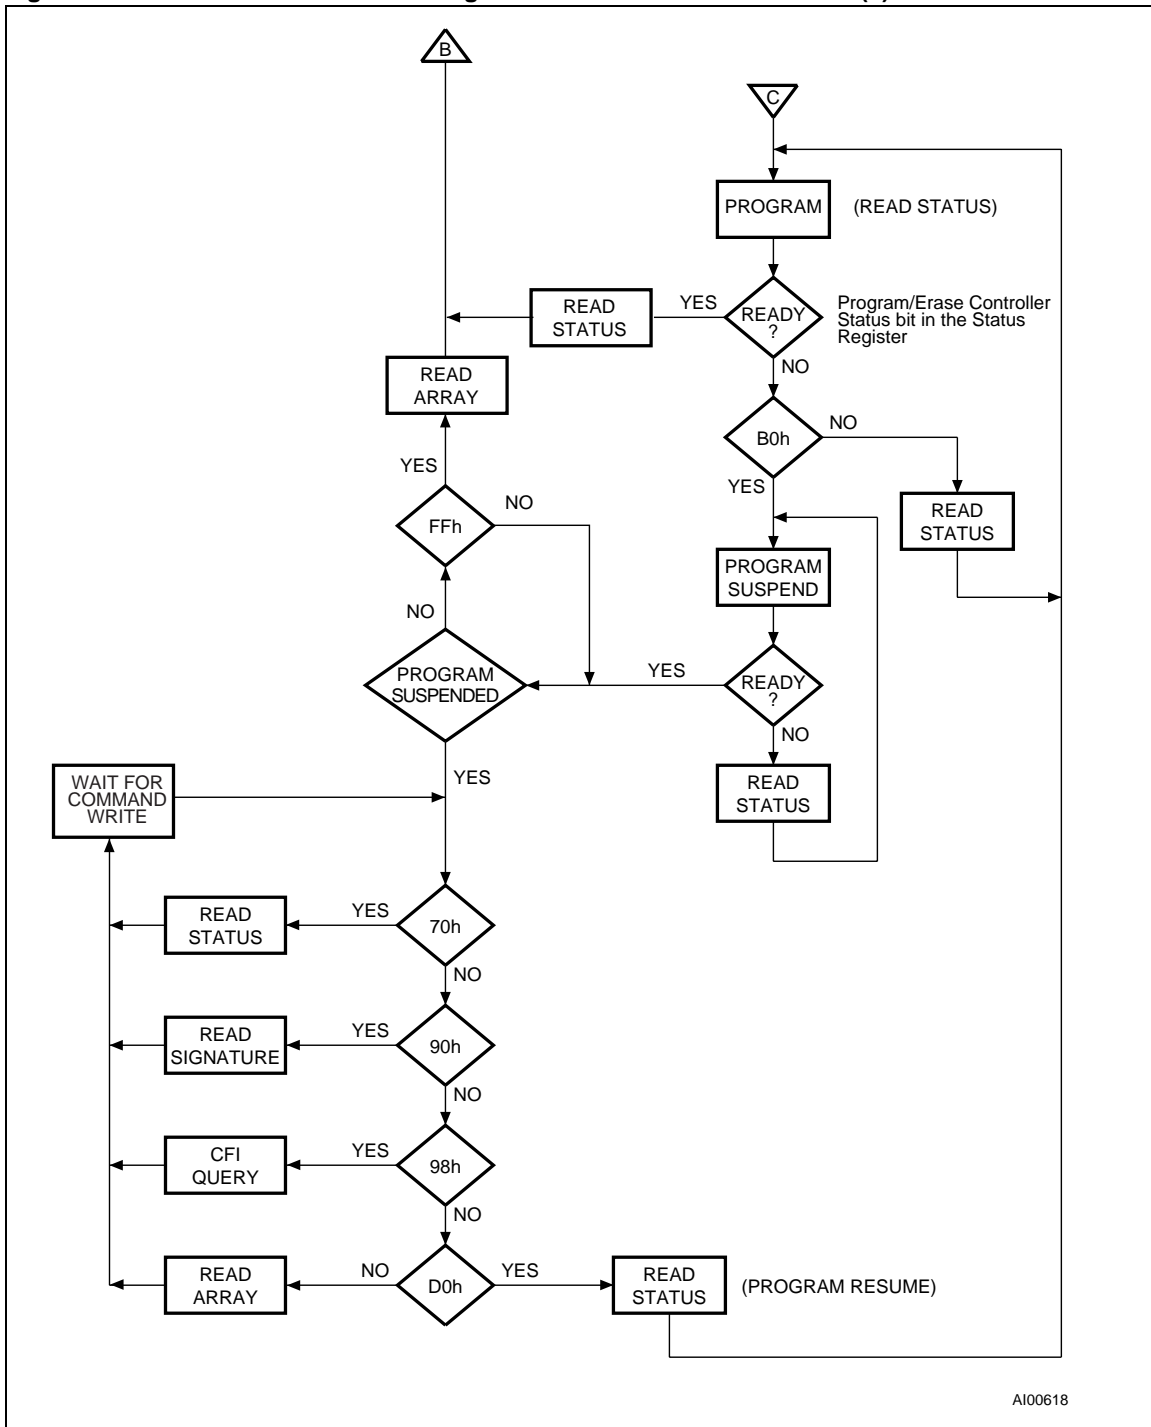 B
C
PROGRAM
(READ STATUS)
READ
STATUS
YES
READY
?
Program/Erase Controller
Status bit in the Status
Register
NO
READ
ARRAY
B0h
NO
YES
YES
FFh
NO
READ
STATUS
PROGRAM
SUSPEND
NO
PROGRAM
SUSPENDED
YES
READY
?
NO
YES
WAIT FOR
COMMAND
WRITE
READ
STATUS
READ
STATUS
YES
70h
NO
READ
SIGNATURE
YES
90h
NO
CFI
QUERY
YES
98h
NO
READ
ARRAY
NO
D0h
YES
READ
STATUS
(PROGRAM RESUME)
AI00618